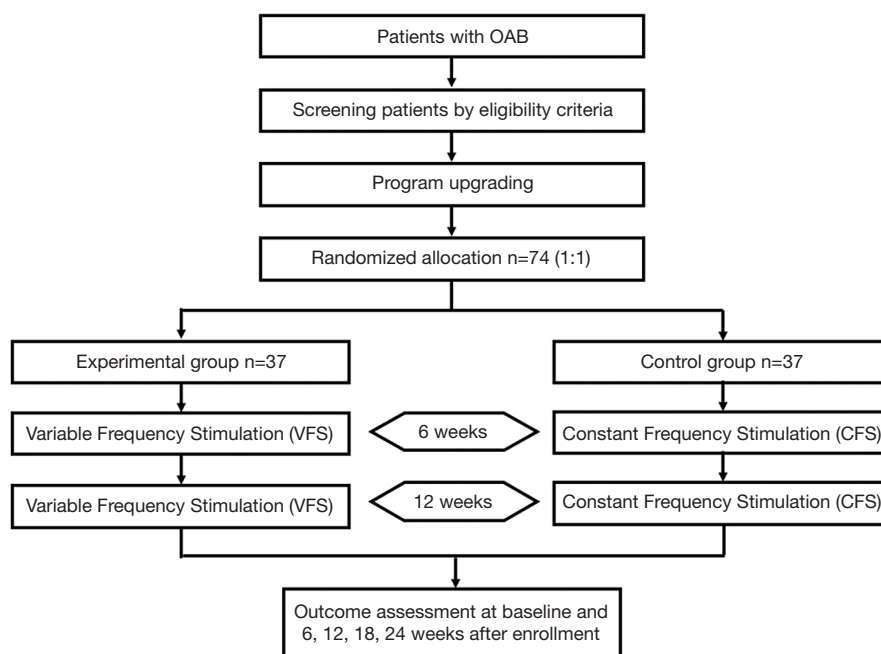 Patients with OAB
Screening patients by eligibility criteria
Program upgrading
Randomized allocation n=74 (1:1)
Experimental group n=37
Control group n=37
Variable Frequency Stimulation (VFS)
6 weeks
Constant Frequency Stimulation (CFS)
Variable Frequency Stimulation (VFS)
12 weeks
Constant Frequency Stimulation (CFS)
Outcome assessment at baseline and
6, 12, 18, 24 weeks after enrollment